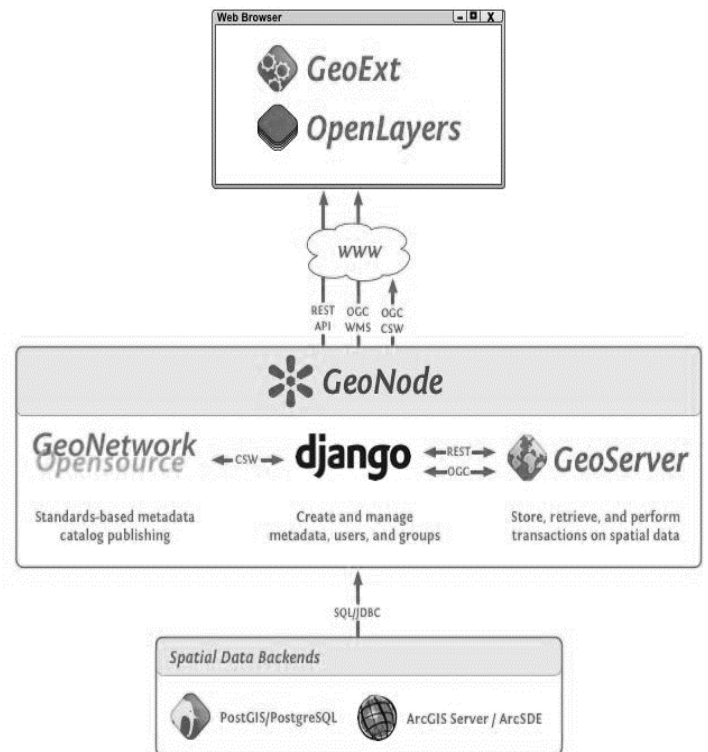 Web Browser
GeoExt
OpenLayers
WWW
REST API
OGC WMS
OGC CSW
GeoNode
GeoNetwork
Opensource
CSW
django
REST
OGC
GeoServer
Standards-based metadata
catalog publishing
Create and manage
metadata, users, and groups
Store, retrieve, and perform
transactions on spatial data
SQL/JDBC
Spatial Data Backends
PostGIS/PostgreSQL
ArcGIS Server / ArcSDE